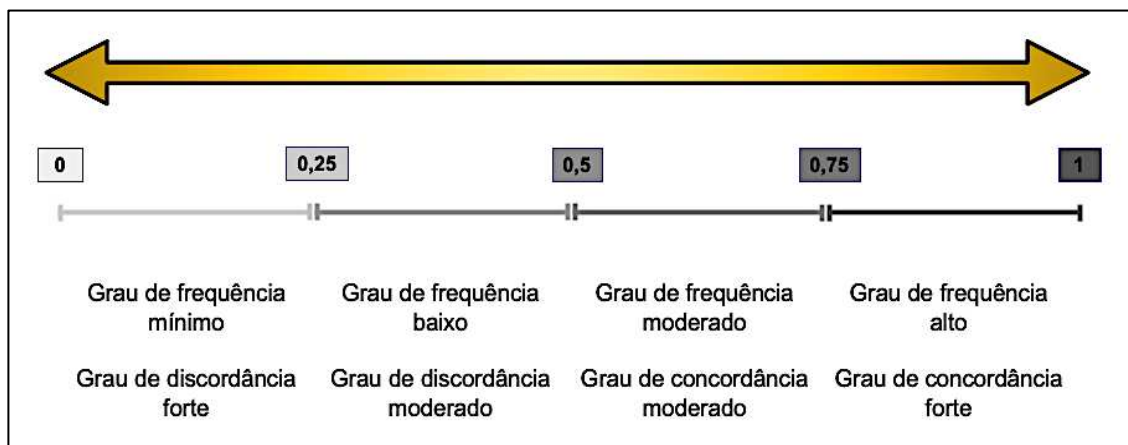 0 0,25 0,5 0,75 1
Grau de frequência Grau de frequência Grau de frequência Grau de frequência
mínimo baixo moderado alto
Grau de discordância Grau de discordância Grau de concordância Grau de concordância
forte moderado moderado forte